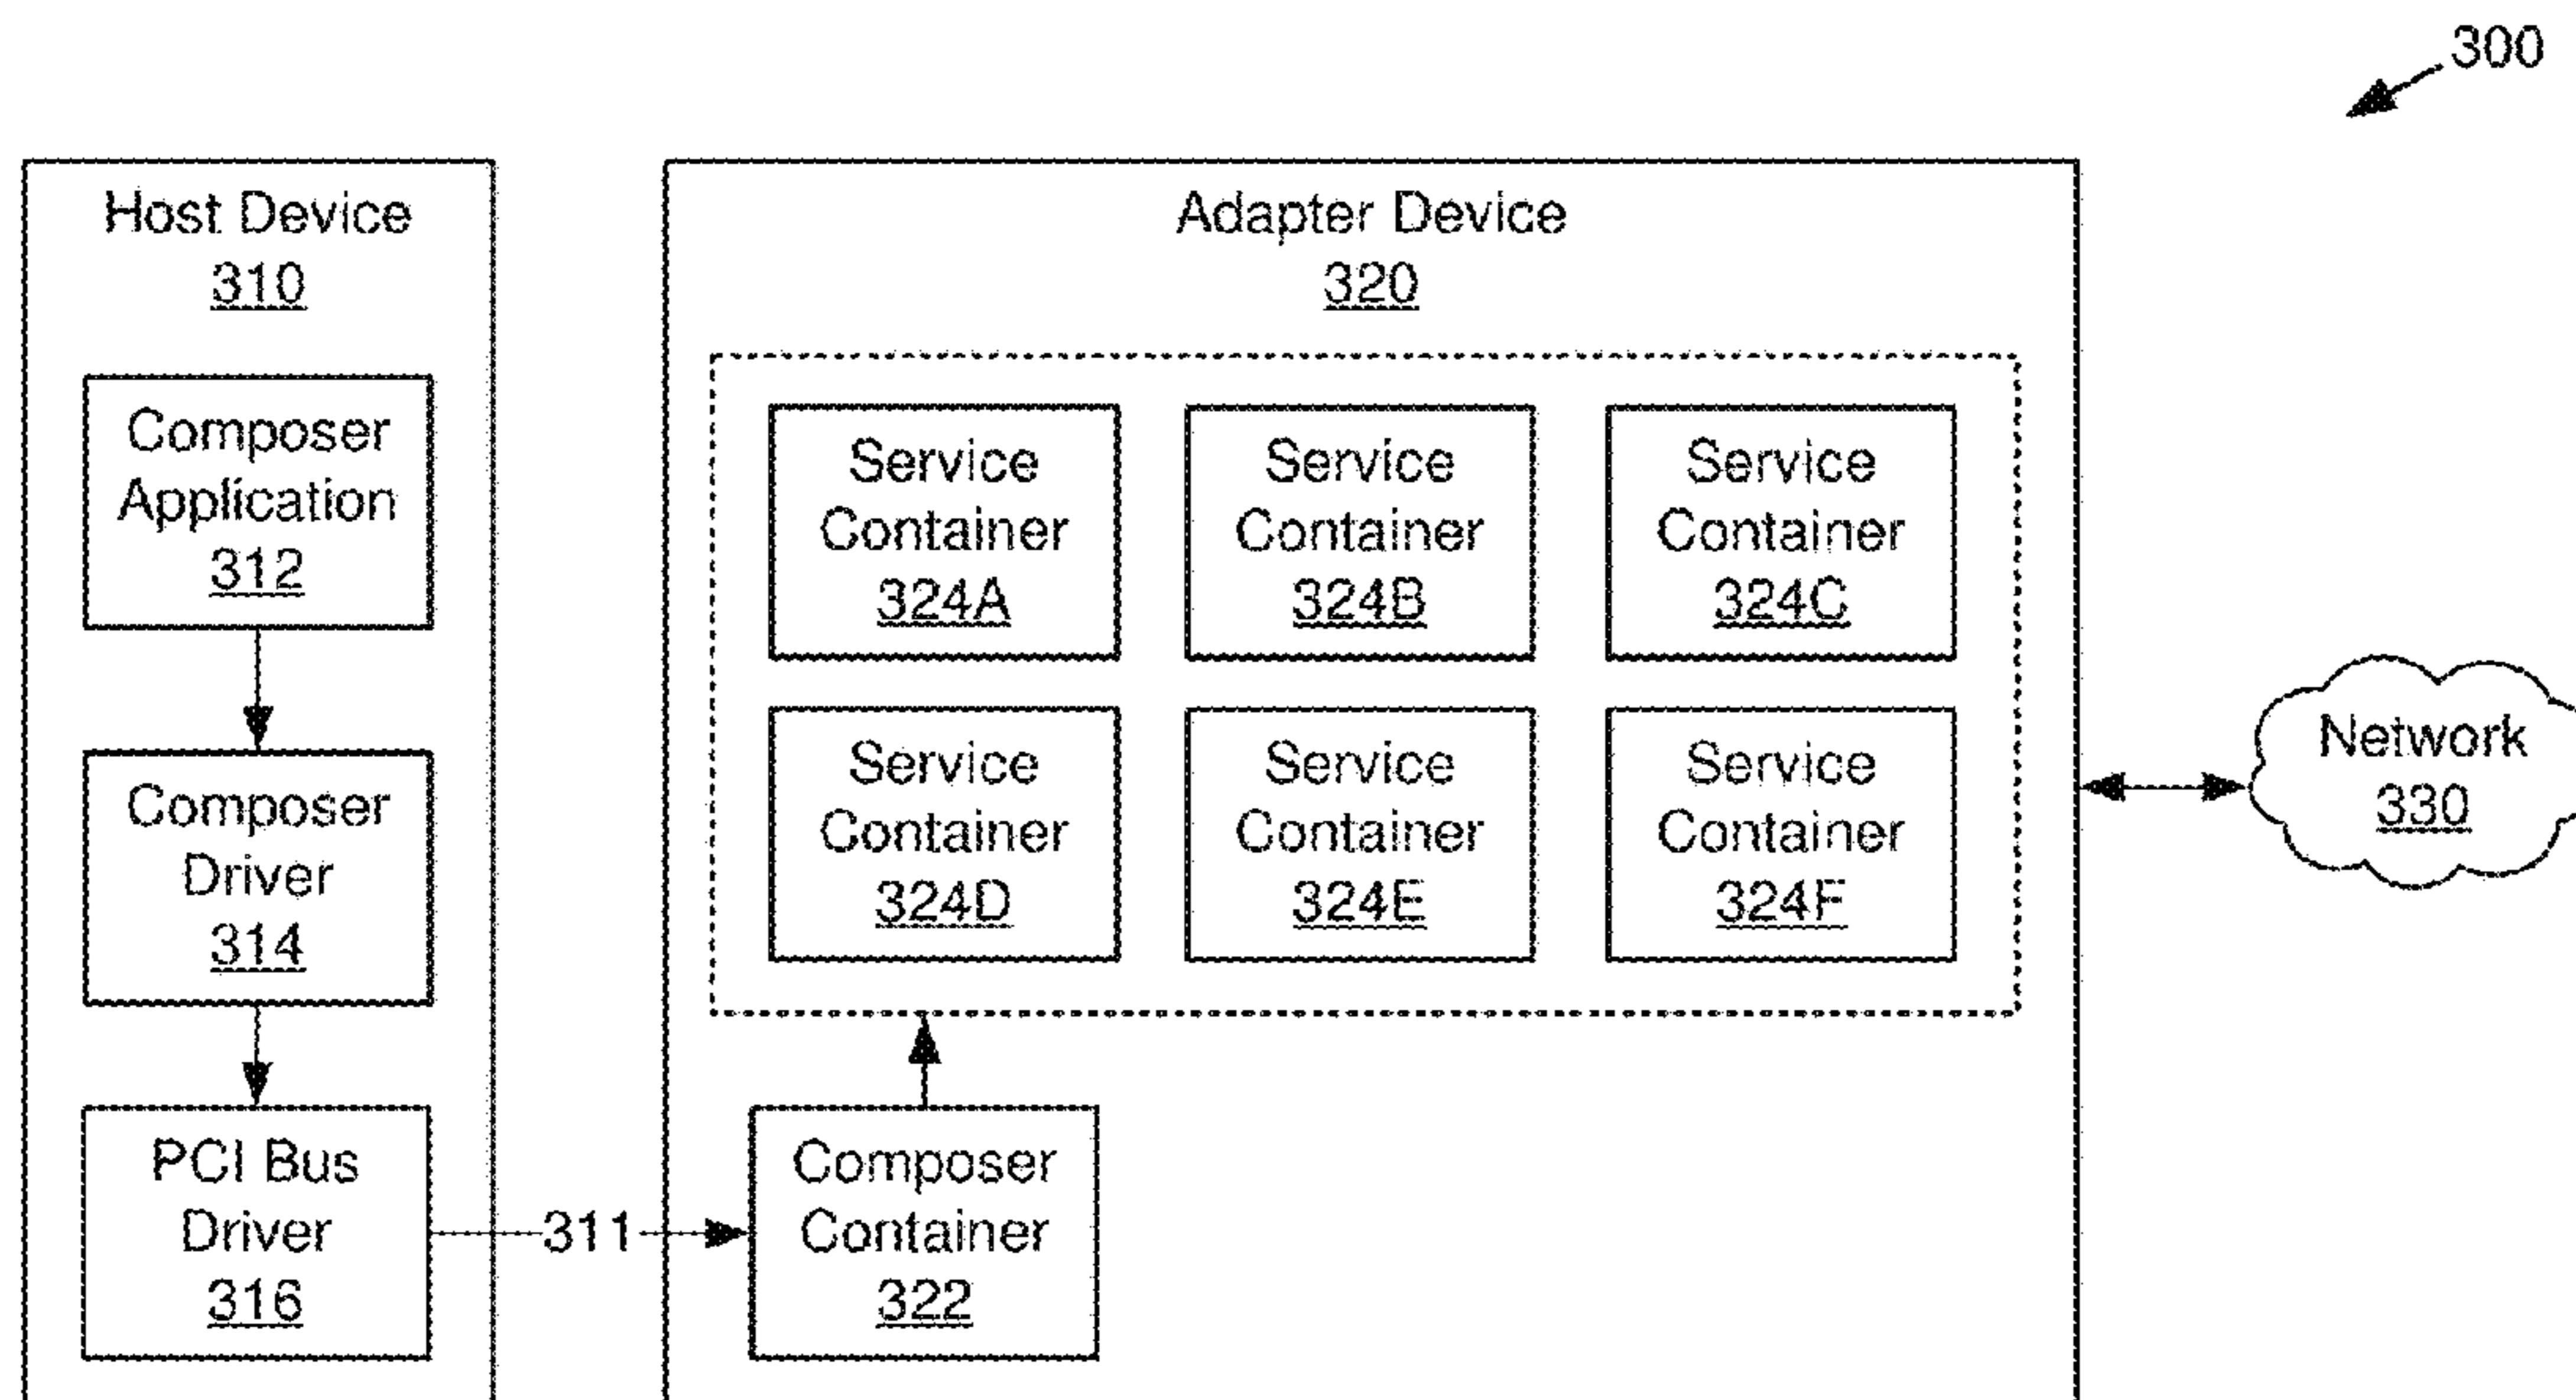 300
Host Device
310
Composer
Application
312
Composer
Driver
314
PCI Bus
Driver
316
311
Adapter Device
320
Service
Container
324A
Service
Container
324B
Service
Container
324C
Service
Container
324D
Service
Container
324E
Service
Container
324F
Composer
Container
322
Network
330